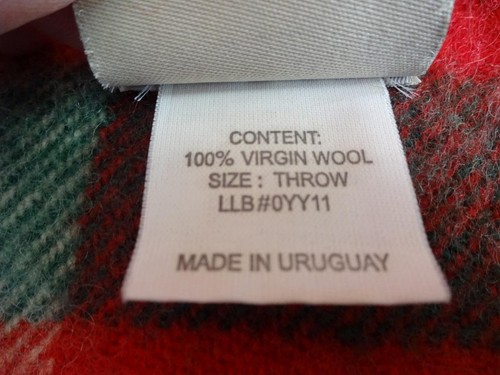 CONTENT:
100% VIRGIN WOOL
SIZE : THROW
LLB#0YY11
MADE IN URUGUAY